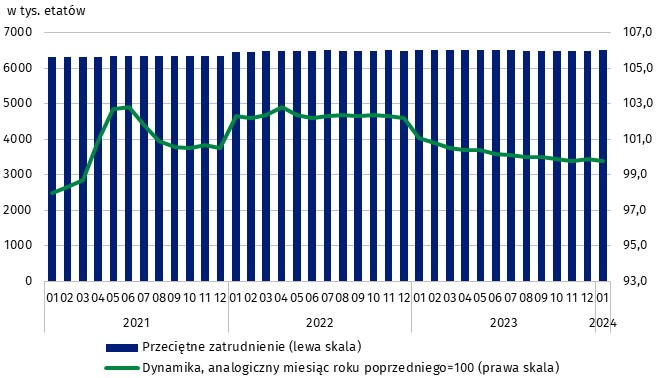 w tys. etatów
7000 107,0
6000 105,0
5000 103,0
4000 101,0
3000 99,0
2000 97,0
1000 95,0
0 93,0
01 02 03 04 05 06 07 08 09 10 11 12 01 02 03 04 05 06 07 08 09 10 11 12 01 02 03 04 05 06 07 08 09 10 11 12 01
2021 2022 2023 2024
Przeciętne zatrudnienie (lewa skala)
Dynamika, analogiczny miesiąc roku poprzedniego=100 (prawa skala)